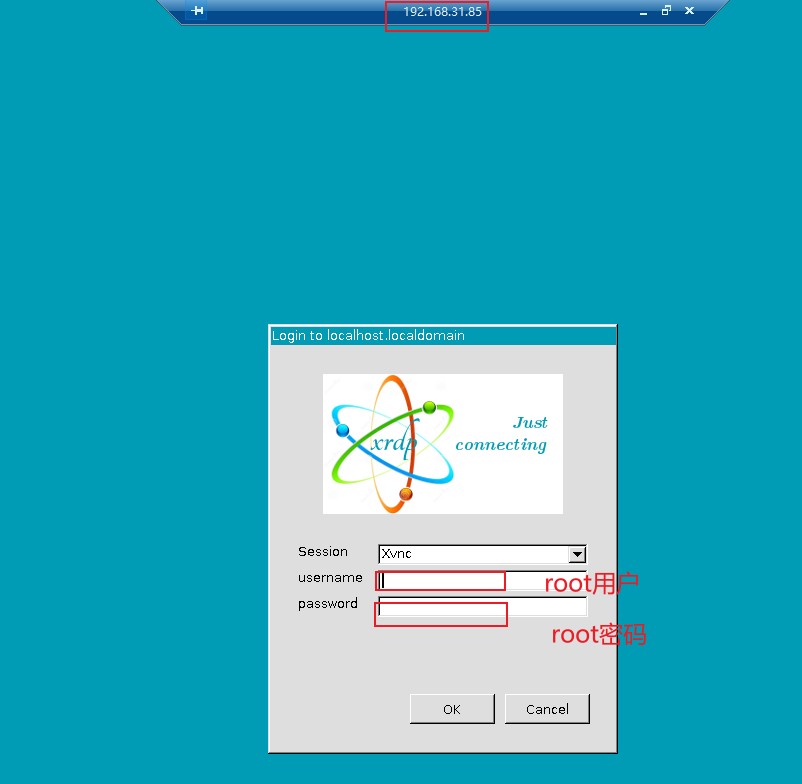 192.168.31.85
Login to localhost.localdomain
xrdp
Just
connecting
Session
Xvnc
username
root用户
password
root密码
OK
Cancel